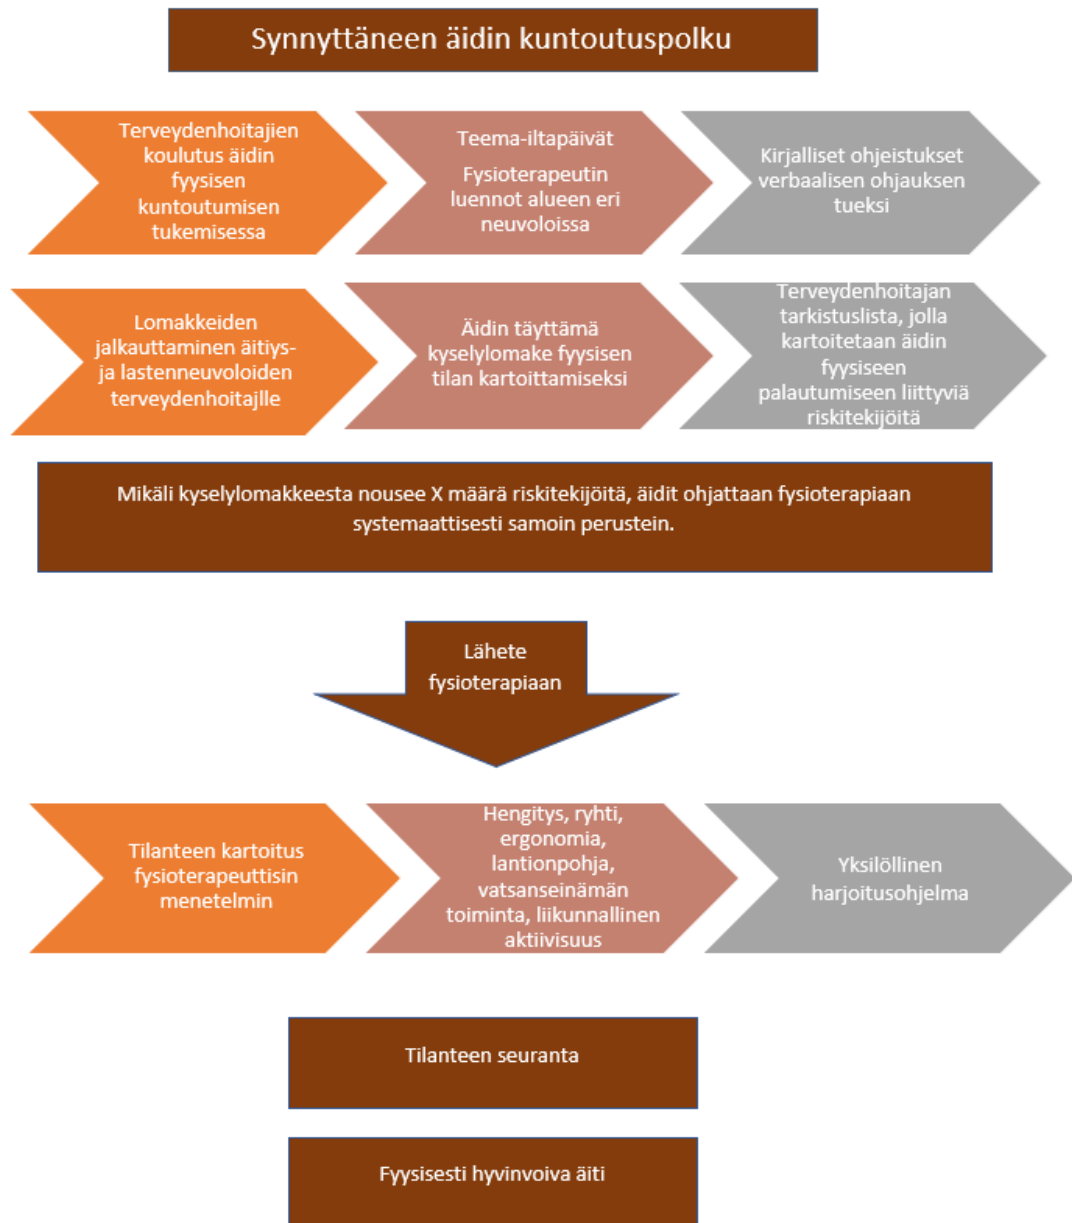 Synnyttäneen äidin kuntoutuspolku
Terveydenhoitajien
koulutus äidin
fyysisen
kuntoutumisen
tukemisessa
Teema-iltapäivät
Fysioterapeutin
luennot alueen eri
neuvoloissa
Kirjalliset ohjeistukset
verbaalisen ohjauksen
tueksi
Lomakkeiden
jalkauttaminen äitiys-
ja lastenneuvoloiden
terveydenhoitajlle
Äidin täyttämä
kyselylomake fyysisen
tilan kartoittamiseksi
Terveydenhoitajan
tarkistuslista, jolla
kartoitetaan äidin
fyysiseen
palautumiseen liittyviä
riskitekijöitä
Mikäli kyselylomakkeesta nousee X määrä riskitekijöitä, äidit ohjattaan fysioterapiaan
systemaattisesti samoin perustein.
Lähete
fysioterapiaan
Tilanteen kartoitus
fysioterapeuttisin
menetelmin
Hengitys, ryhti,
ergonomia,
lantionpohja,
vatsanseinämän
toiminta, liikunnallinen
aktiivisuus
Yksilöllinen
harjoitusohjelma
Tilanteen seuranta
Fyysisesti hyvinvoiva äiti